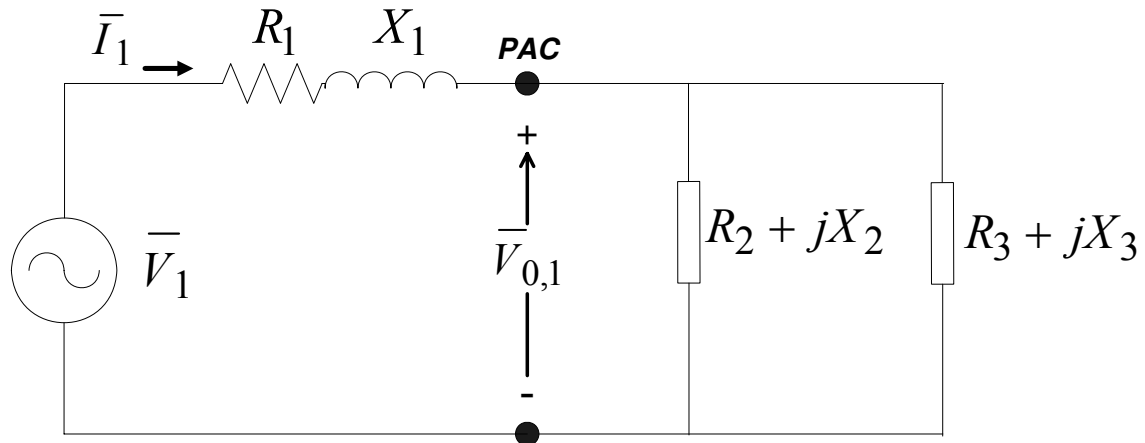 I̅₁
R₁
X₁
PAC
+
V̅₁
V̅₀,₁
R₂ + jX₂
R₃ + jX₃
-